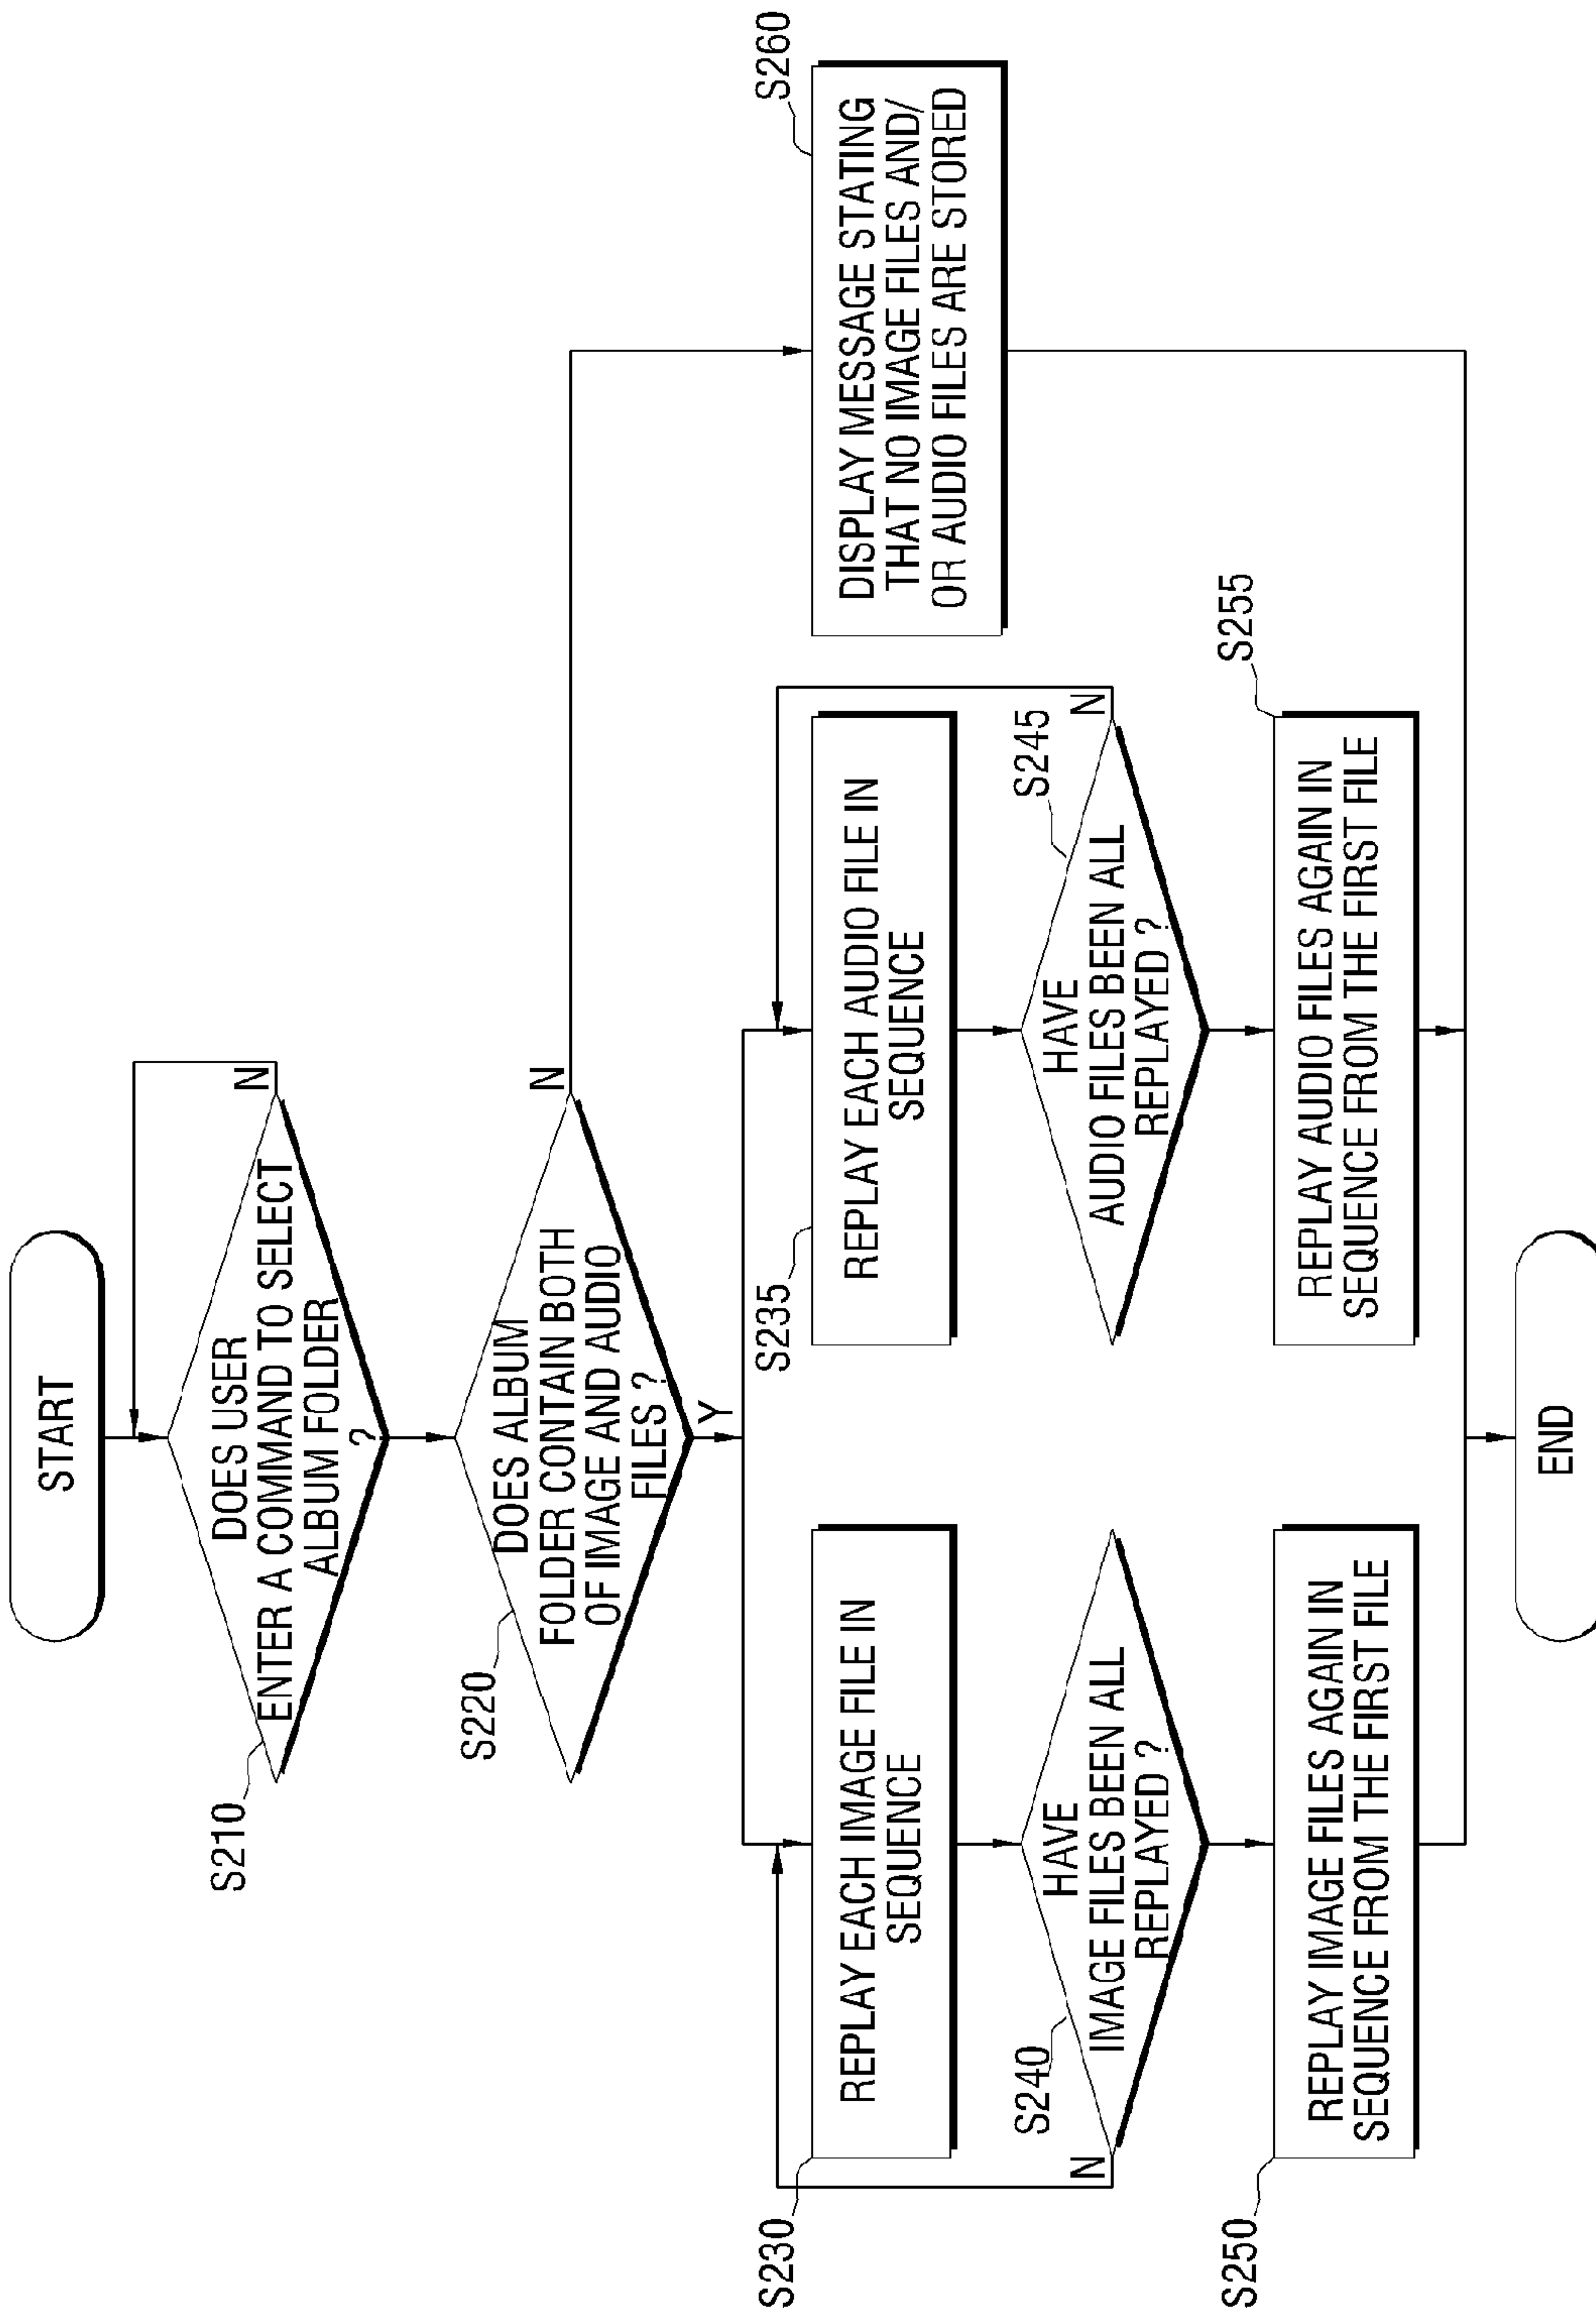 START
S210
DOES USER
ENTER A COMMAND TO SELECT
ALBUM FOLDER
?
N
S220
DOES ALBUM
FOLDER CONTAIN BOTH
OF IMAGE AND AUDIO
FILES ?
N
Y
S230
REPLAY EACH IMAGE FILE IN
SEQUENCE
S235
REPLAY EACH AUDIO FILE IN
SEQUENCE
S260
DISPLAY MESSAGE STATING
THAT NO IMAGE FILES AND/
OR AUDIO FILES ARE STORED
S240
HAVE
IMAGE FILES BEEN ALL
REPLAYED ?
N
S245
HAVE
AUDIO FILES BEEN ALL
REPLAYED ?
N
S250
REPLAY IMAGE FILES AGAIN IN
SEQUENCE FROM THE FIRST FILE
S255
REPLAY AUDIO FILES AGAIN IN
SEQUENCE FROM THE FIRST FILE
END